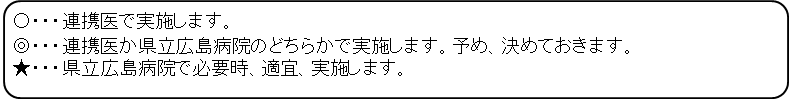 ○・・・連携医で実施します。
◎・・・連携医か県立広島病院のどちらかで実施します。予め、決めておきます。
★・・・県立広島病院で必要時、適宜、実施します。